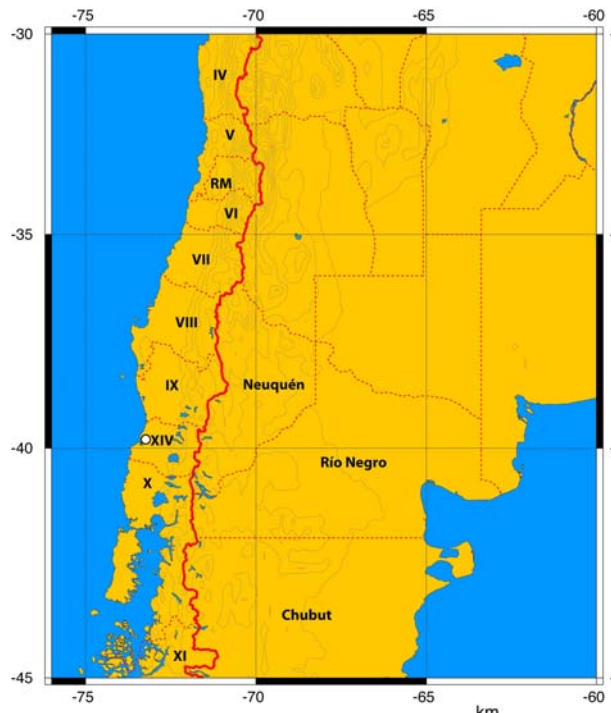 -75 -70 -65 -60
-30
IV
V
RM
VI
-35
VII
VIII
IX
Neuquén
XIV
-40
Río Negro
X
Chubut
XI
-45
-75 -70 -65 -60
km